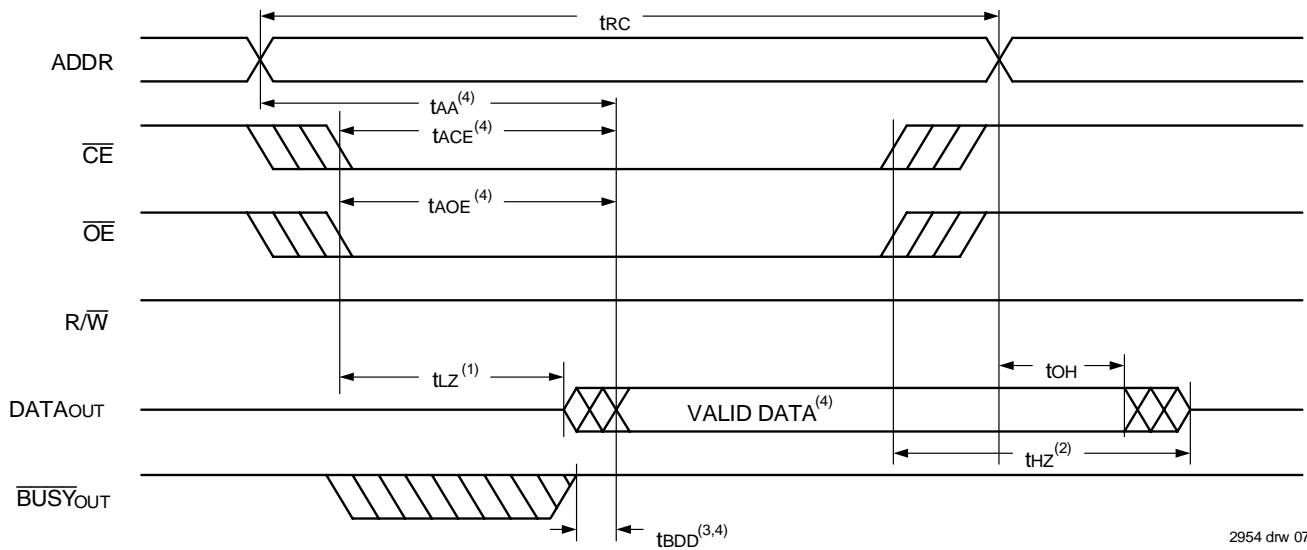 tRC
ADDR
tAA(4)
CE
tACE(4)
OE
tAOE(4)
R/W
tLZ(1)
tOH
DATAOUT
VALID DATA(4)
tHZ(2)
BUSYOUT
tBDD(3,4)
2954 drw 07